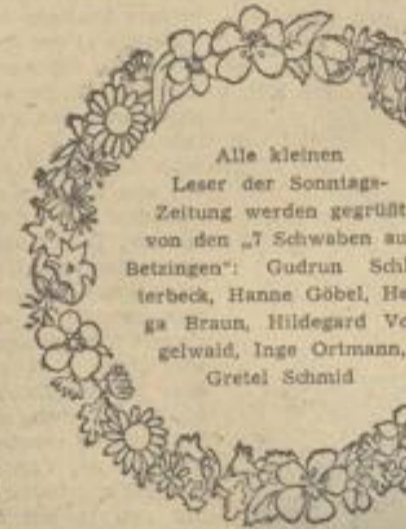 Alle kleinen
Leser der Sonntags-
Zeitung werden gegrüßt
von den „7 Schwaben au
Betzingen“: Gudrun Schl
terbeck, Hanne Göbel, He
ga Braun, Hildegard Vo
gelwaid, Inge Ortmann,
Gretel Schmid